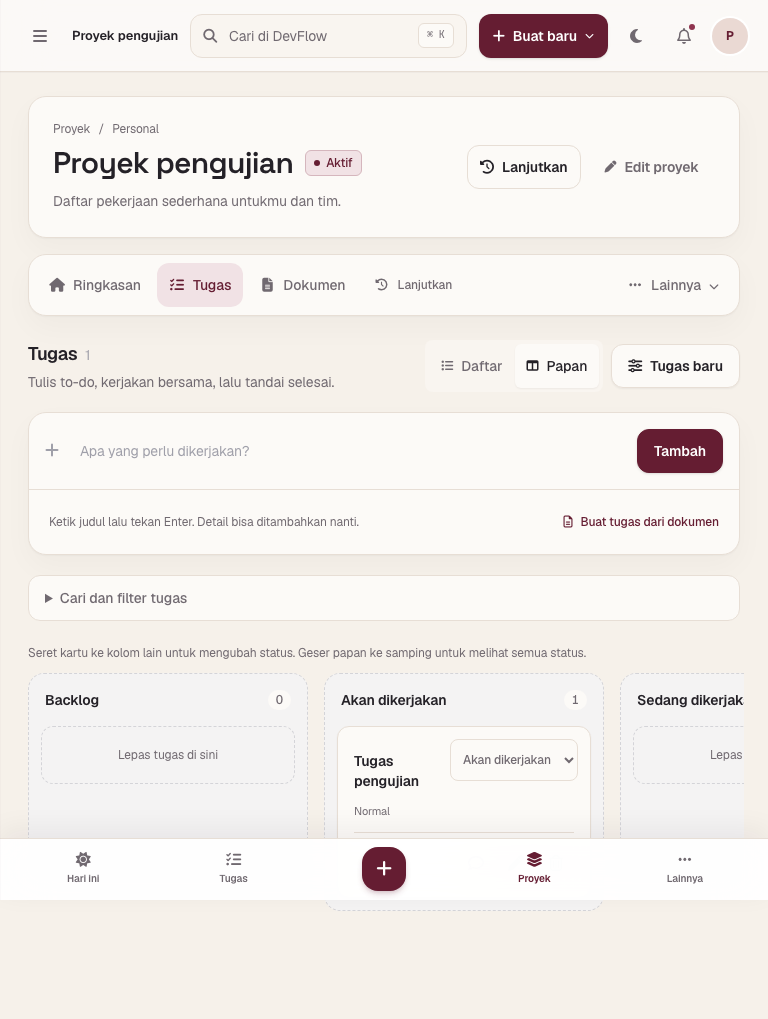 Proyek pengujian
Cari di DevFlow
⌘ K
Buat baru
P
Proyek / Personal
Proyek pengujian
Aktif
Daftar pekerjaan sederhana untukmu dan tim.
Lanjutkan
Edit proyek
Ringkasan
Tugas
Dokumen
Lanjutkan
Lainnya
Tugas 1
Tulis to-do, kerjakan bersama, lalu tandai selesai.
Daftar
Papan
Tugas baru
Apa yang perlu dikerjakan?
Tambah
Ketik judul lalu tekan Enter. Detail bisa ditambahkan nanti.
Buat tugas dari dokumen
Cari dan filter tugas
Seret kartu ke kolom lain untuk mengubah status. Geser papan ke samping untuk melihat semua status.
Backlog
0
Lepas tugas di sini
Akan dikerjakan
1
Tugas
pengujian
Akan dikerjakan
Normal
Sedang dikerjak
Lepas
Hari ini
Tugas
Proyek
Lainnya